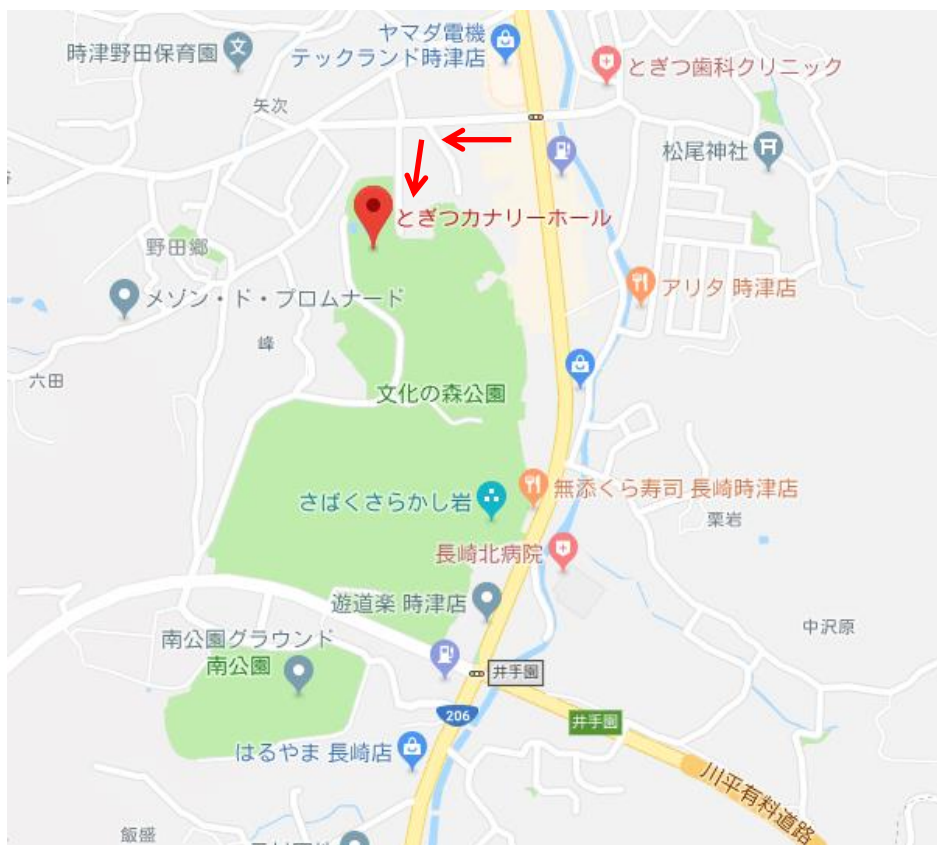 ヤマダ電機
テックランド時津店
時津野田保育園
とぎつ歯科クリニック
矢次
松尾神社
とぎつカナリーホール
野田郷
アリタ 時津店
メゾン・ド・プロムナード
峰
六田
文化の森公園
無添くら寿司 長崎時津店
さばくさらかし岩
栗岩
長崎北病院
遊道楽 時津店
中沢原
南公園グラウンド
南公園
井手園
206
井手園
はるやま 長崎店
川平有料道路
飯盛